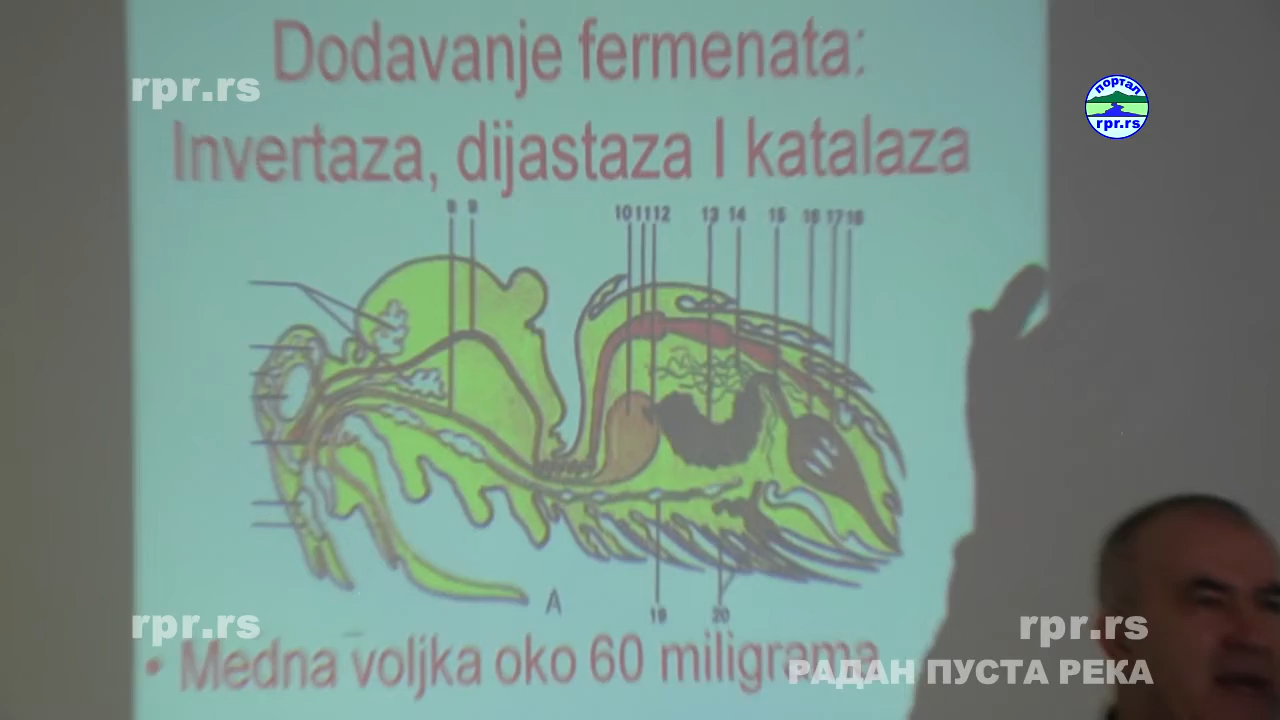 Dodavanje fermenata:
rpr.rs
портал
rpr.rs
Invertaza, dijastaza I katalaza
8 9 10 11 12 13 14 15 16 17 18
A
19 20
rpr.rs
rpr.rs
• Medna voljka oko 60 miligrama
РАДАН ПУСТА РЕКА